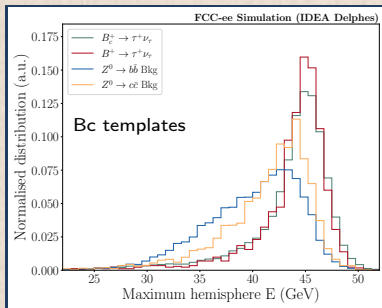 FCC-ee Simulation (IDEA Delphes)
Normalised distribution (a.u.)
0.175
0.150
0.125
0.100
0.075
0.050
0.025
0.000
B_c^+ → τ^+ ν_τ
B^+ → τ^+ ν_τ
Z^0 → bb̄ Bkg
Z^0 → cc̄ Bkg
Bc templates
25 30 35 40 45 50
Maximum hemisphere E (GeV)